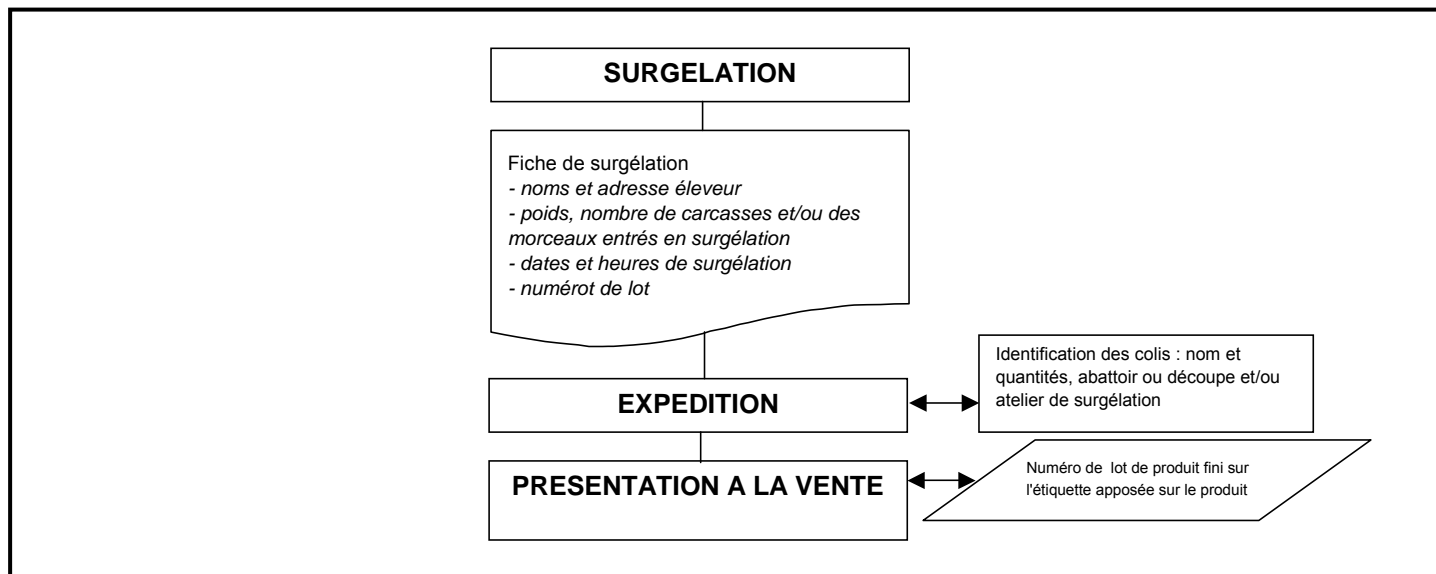 SURGELATION
Fiche de surgélation
- noms et adresse éleveur
- poids, nombre de carcasses et/ou des
morceaux entrés en surgélation
- dates et heures de surgélation
- numérot de lot
EXPEDITION
Identification des colis : nom et
quantités, abattoir ou découpe et/ou
atelier de surgélation
PRESENTATION A LA VENTE
Numéro de lot de produit fini sur
l'étiquette apposée sur le produit